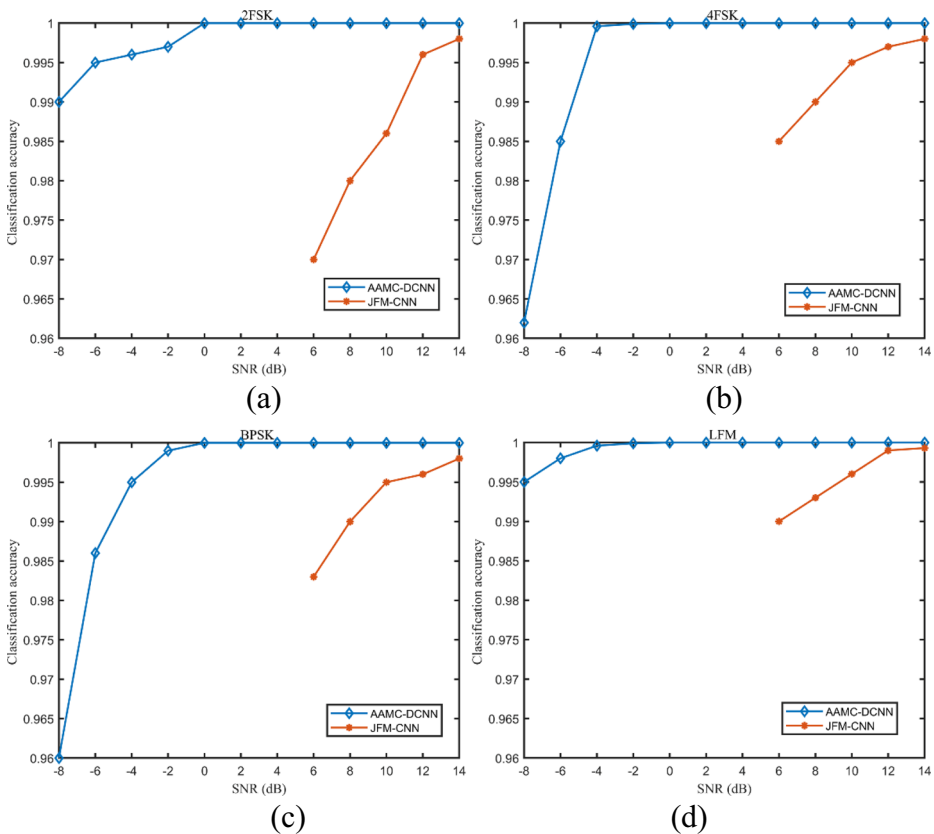 2FSK
1
0.995
0.99
0.985
0.98
0.975
0.97
0.965
0.96
Classification accuracy
AAMC-DCNN
JFM-CNN
-8 -6 -4 -2 0 2 4 6 8 10 12 14
SNR (dB)
(a)
4FSK
1
0.995
0.99
0.985
0.98
0.975
0.97
0.965
0.96
Classification accuracy
AAMC-DCNN
JFM-CNN
-8 -6 -4 -2 0 2 4 6 8 10 12 14
SNR (dB)
(b)
BPSK
1
0.995
0.99
0.985
0.98
0.975
0.97
0.965
0.96
Classification accuracy
AAMC-DCNN
JFM-CNN
-8 -6 -4 -2 0 2 4 6 8 10 12 14
SNR (dB)
(c)
LFM
1
0.995
0.99
0.985
0.98
0.975
0.97
0.965
0.96
Classification accuracy
AAMC-DCNN
JFM-CNN
-8 -6 -4 -2 0 2 4 6 8 10 12 14
SNR (dB)
(d)